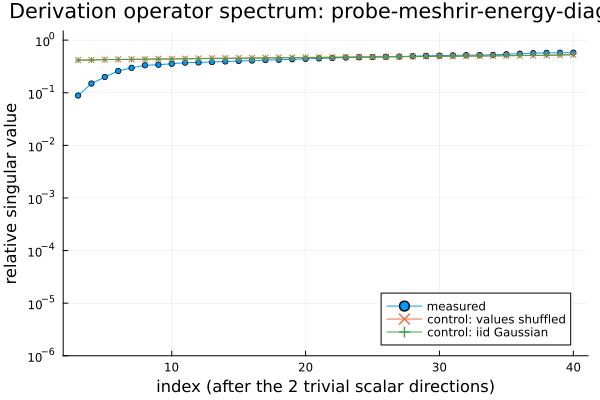 Derivation operator spectrum: probe-meshrir-energy-diag
relative singular value
10⁰
10⁻¹
10⁻²
10⁻³
10⁻⁴
10⁻⁵
10⁻⁶
measured
control: values shuffled
control: iid Gaussian
10 20 30 40
index (after the 2 trivial scalar directions)